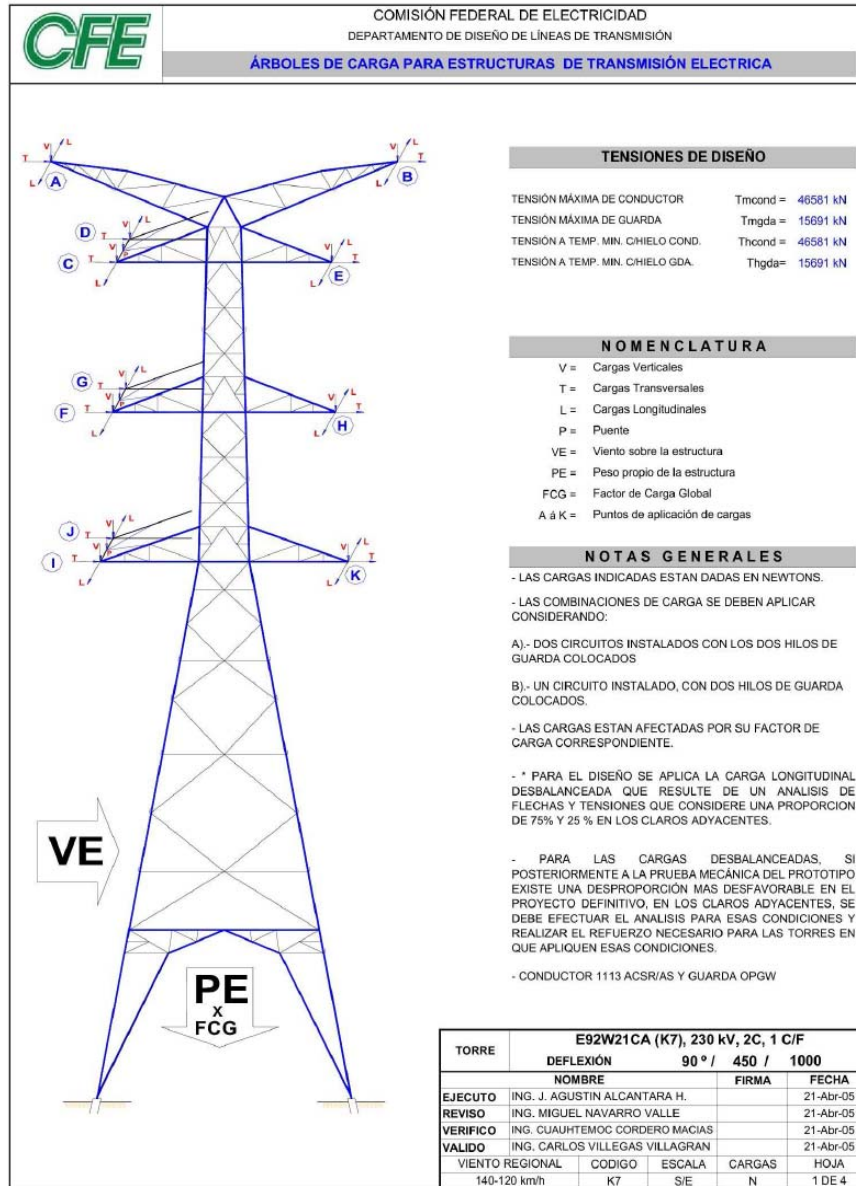 CFE
COMISIÓN FEDERAL DE ELECTRICIDAD
DEPARTAMENTO DE DISEÑO DE LÍNEAS DE TRANSMISIÓN
ÁRBOLES DE CARGA PARA ESTRUCTURAS DE TRANSMISIÓN ELECTRICA
V L
T
L
A
V L
T
L
B
V L
D T
V L
C T P
L
V L
T
L
E
V L
G T
V L
F T P
L
V L
T
L
H
V L
J T
V L
I T P
L
V L
T
L
K
VE
PE
x
FCG
TENSIONES DE DISEÑO
TENSIÓN MÁXIMA DE CONDUCTOR Tmcond = 46581 kN
TENSIÓN MÁXIMA DE GUARDA Tmgda = 15691 kN
TENSIÓN A TEMP. MIN. C/HIELO COND. Thcond = 46581 kN
TENSIÓN A TEMP. MIN. C/HIELO GDA. Thgda= 15691 kN
NOMENCLATURA
V = Cargas Verticales
T = Cargas Transversales
L = Cargas Longitudinales
P = Puente
VE = Viento sobre la estructura
PE = Peso propio de la estructura
FCG = Factor de Carga Global
A á K = Puntos de aplicación de cargas
NOTAS GENERALES
- LAS CARGAS INDICADAS ESTAN DADAS EN NEWTONS.
- LAS COMBINACIONES DE CARGA SE DEBEN APLICAR
CONSIDERANDO:
A).- DOS CIRCUITOS INSTALADOS CON LOS DOS HILOS DE
GUARDA COLOCADOS
B).- UN CIRCUITO INSTALADO, CON DOS HILOS DE GUARDA
COLOCADOS.
- LAS CARGAS ESTAN AFECTADAS POR SU FACTOR DE
CARGA CORRESPONDIENTE.
- * PARA EL DISEÑO SE APLICA LA CARGA LONGITUDINAL
DESBALANCEADA QUE RESULTE DE UN ANALISIS DE
FLECHAS Y TENSIONES QUE CONSIDERE UNA PROPORCION
DE 75% Y 25 % EN LOS CLAROS ADYACENTES.
- PARA LAS CARGAS DESBALANCEADAS, SI
POSTERIORMENTE A LA PRUEBA MECÁNICA DEL PROTOTIPO
EXISTE UNA DESPROPORCIÓN MAS DESFAVORABLE EN EL
PROYECTO DEFINITIVO, EN LOS CLAROS ADYACENTES, SE
DEBE EFECTUAR EL ANALISIS PARA ESAS CONDICIONES Y
REALIZAR EL REFUERZO NECESARIO PARA LAS TORRES EN
QUE APLIQUEN ESAS CONDICIONES.
- CONDUCTOR 1113 ACSR/AS Y GUARDA OPGW
TORRE E92W21CA (K7), 230 kV, 2C, 1 C/F
DEFLEXIÓN 90 º / 450 / 1000
NOMBRE FIRMA FECHA
EJECUTO ING. J. AGUSTIN ALCANTARA H. 21-Abr-05
REVISO ING. MIGUEL NAVARRO VALLE 21-Abr-05
VERIFICO ING. CUAUHTEMOC CORDERO MACIAS 21-Abr-05
VALIDO ING. CARLOS VILLEGAS VILLAGRAN 21-Abr-05
VIENTO REGIONAL CODIGO ESCALA CARGAS HOJA
140-120 km/h K7 S/E N 1 DE 4